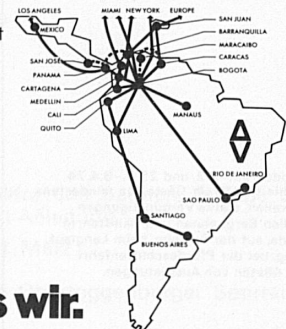 LOS ANGELES
MIAMI NEW YORK EUROPE
MEXICO
SAN JUAN
BARRANQUILLA
MARACAIBO
CARACAS
BOGOTA
SAN JOSE
PANAMA
CARTAGENA
MEDELLIN
CALI
QUITO
MANAUS
LIMA
RIO DE JANEIRO
SAO PAULO
SANTIAGO
BUENOS AIRES
s wir.